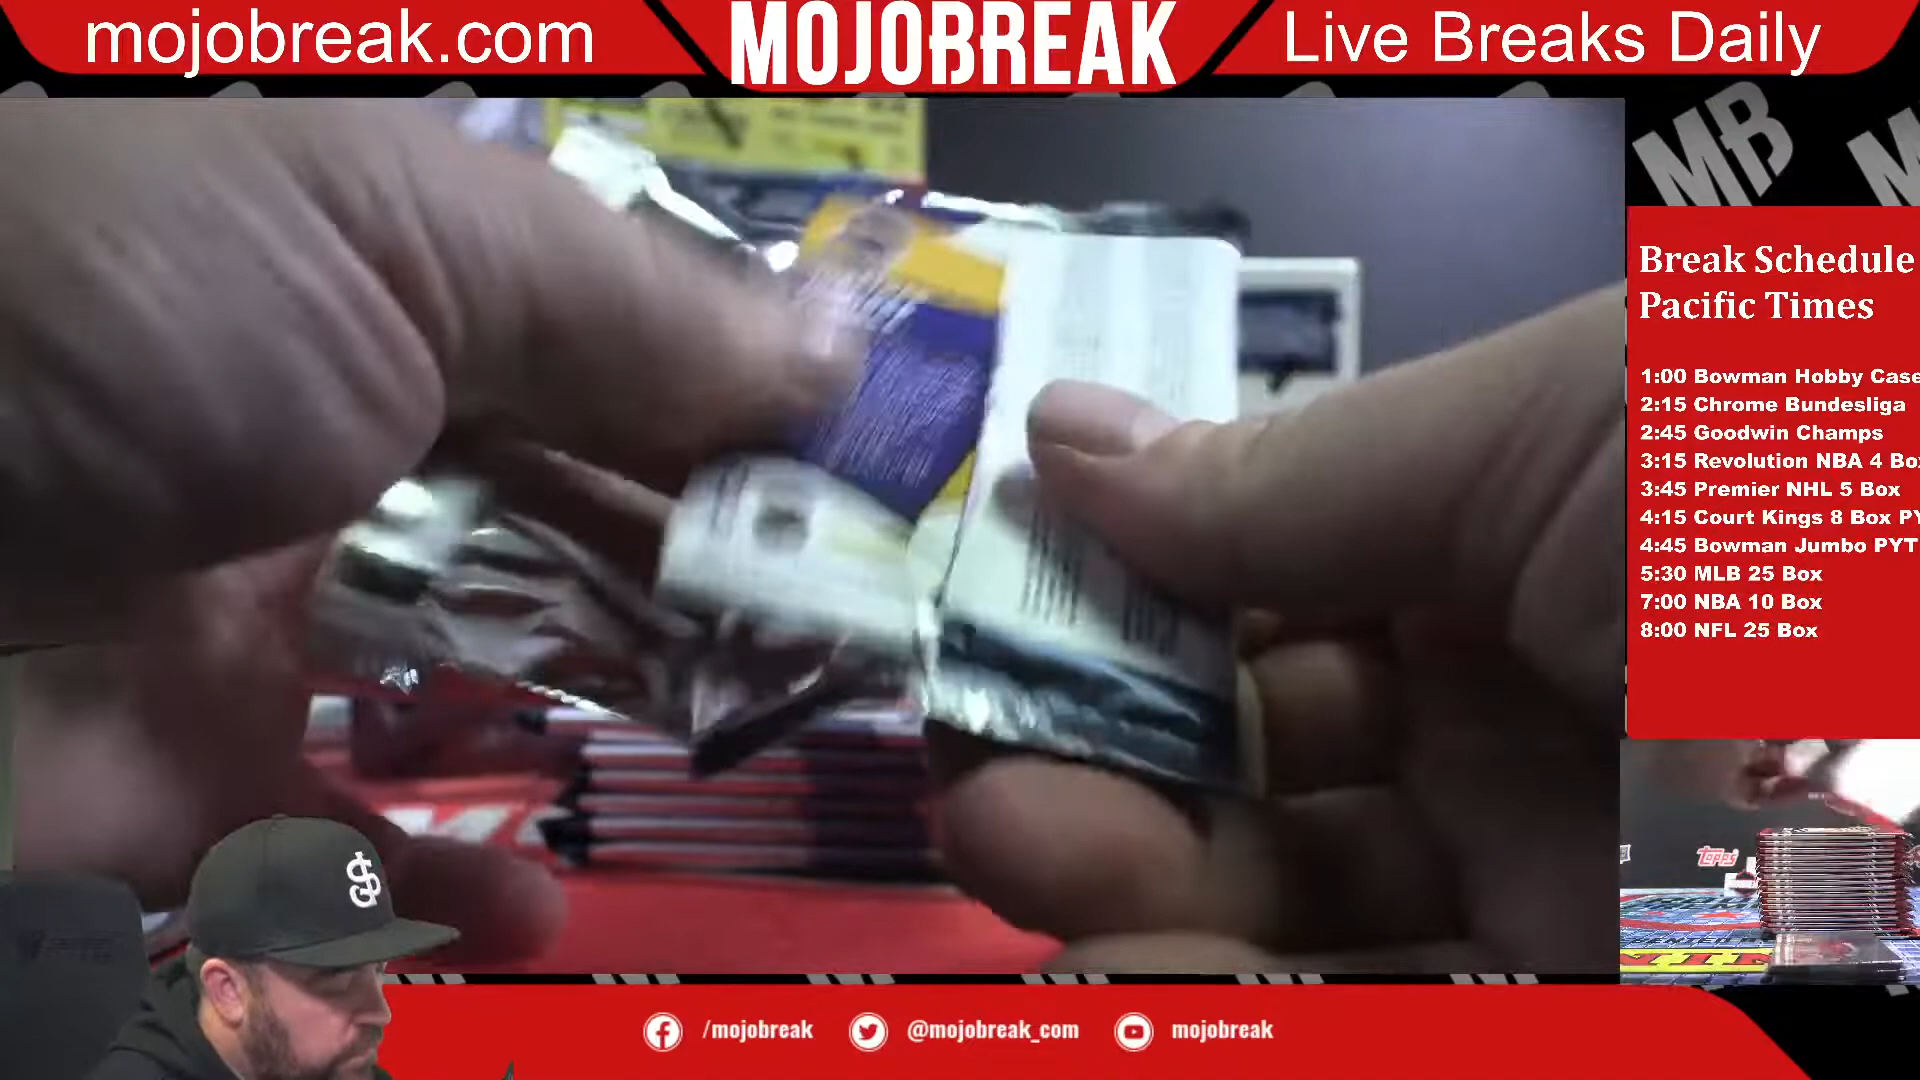 mojobreak.com
MOJOBREAK
Live Breaks Daily
MB
Break Schedule
Pacific Times
1:00 Bowman Hobby Case
2:15 Chrome Bundesliga
2:45 Goodwin Champs
3:15 Revolution NBA 4 Box
3:45 Premier NHL 5 Box
4:15 Court Kings 8 Box PY
4:45 Bowman Jumbo PYT
5:30 MLB 25 Box
7:00 NBA 10 Box
8:00 NFL 25 Box
Topps
/mojobreak
@mojobreak_com
mojobreak